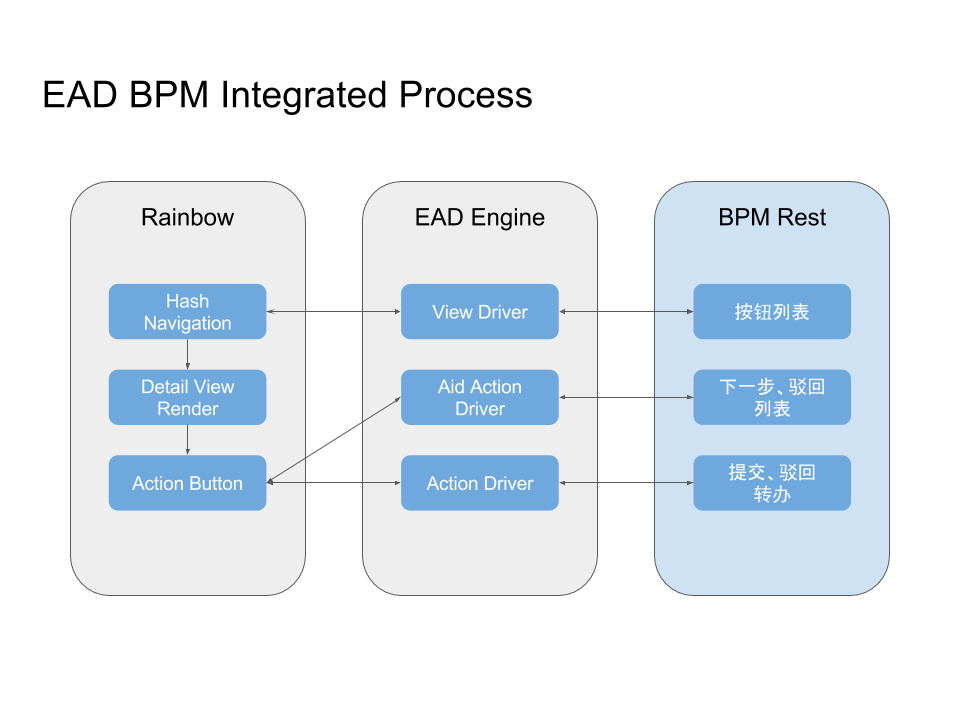 EAD BPM Integrated Process
Rainbow
Hash
Navigation
Detail View
Render
Action Button
EAD Engine
View Driver
Aid Action
Driver
Action Driver
BPM Rest
按钮列表
下一步、驳回
列表
提交、驳回
转办